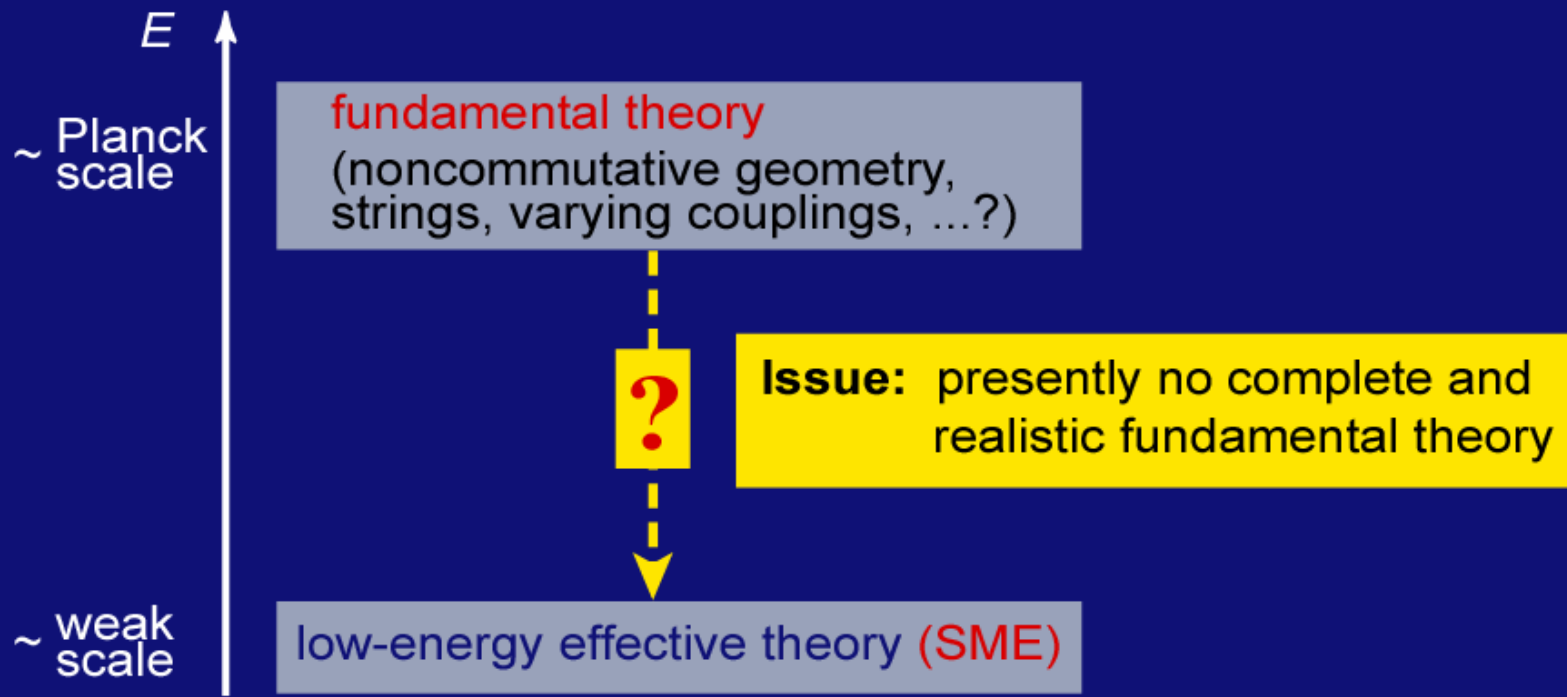 E
~ Planck
scale
fundamental theory
(noncommutative geometry,
strings, varying couplings, ...?)
?
Issue: presently no complete and
realistic fundamental theory
~ weak
scale
low-energy effective theory (SME)